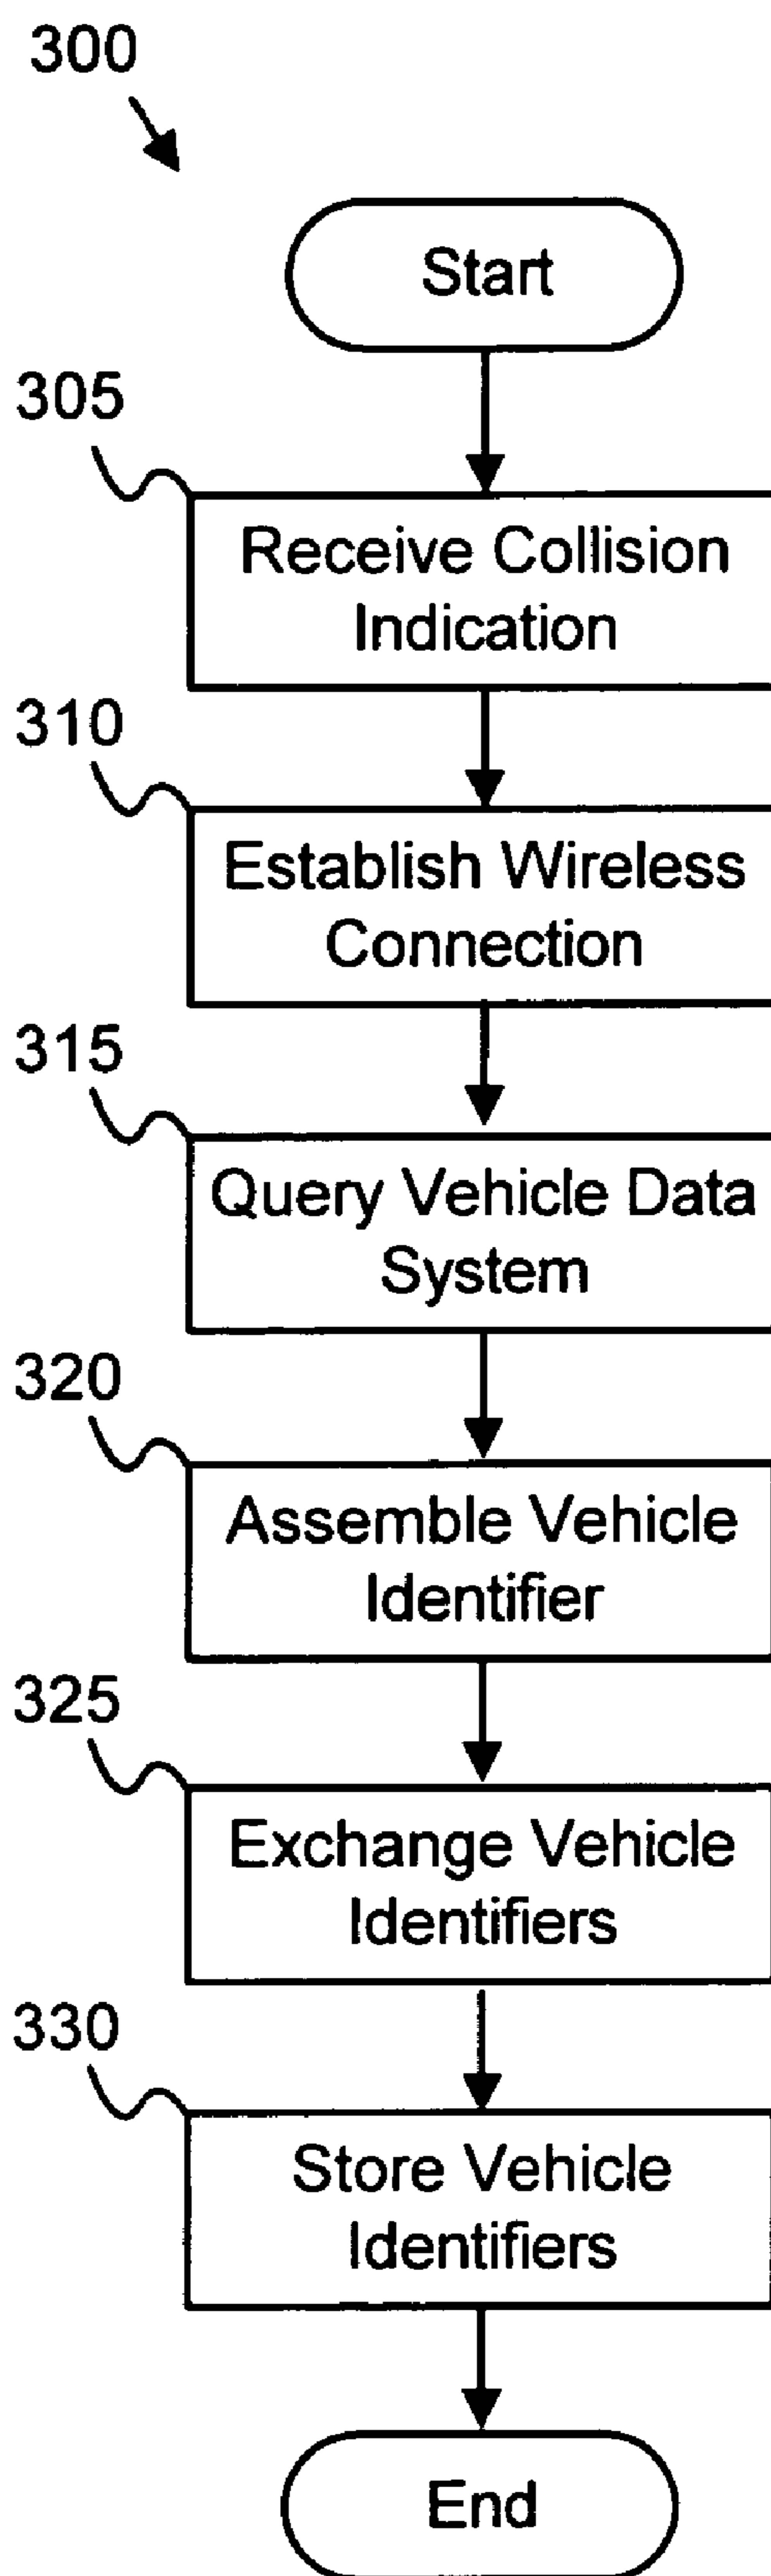 300
Start
305
Receive Collision
Indication
310
Establish Wireless
Connection
315
Query Vehicle Data
System
320
Assemble Vehicle
Identifier
325
Exchange Vehicle
Identifiers
330
Store Vehicle
Identifiers
End